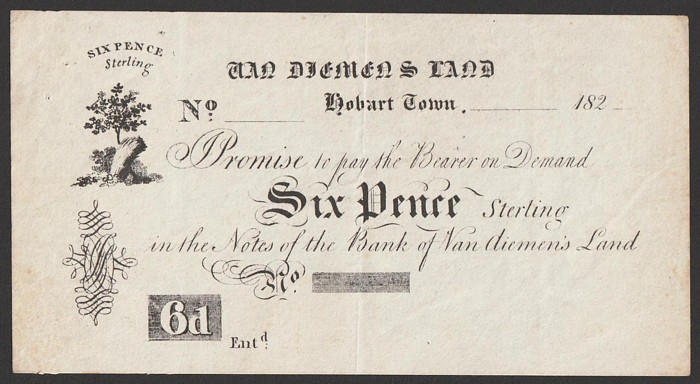 SIX PENCE
Sterling
VAN DIEMENS LAND
No. Hobart Town. 182
I Promise to pay the Bearer on Demand
Six Pence Sterling
in the Notes of the Bank of Van diemen's Land
No.
6d
Entd.